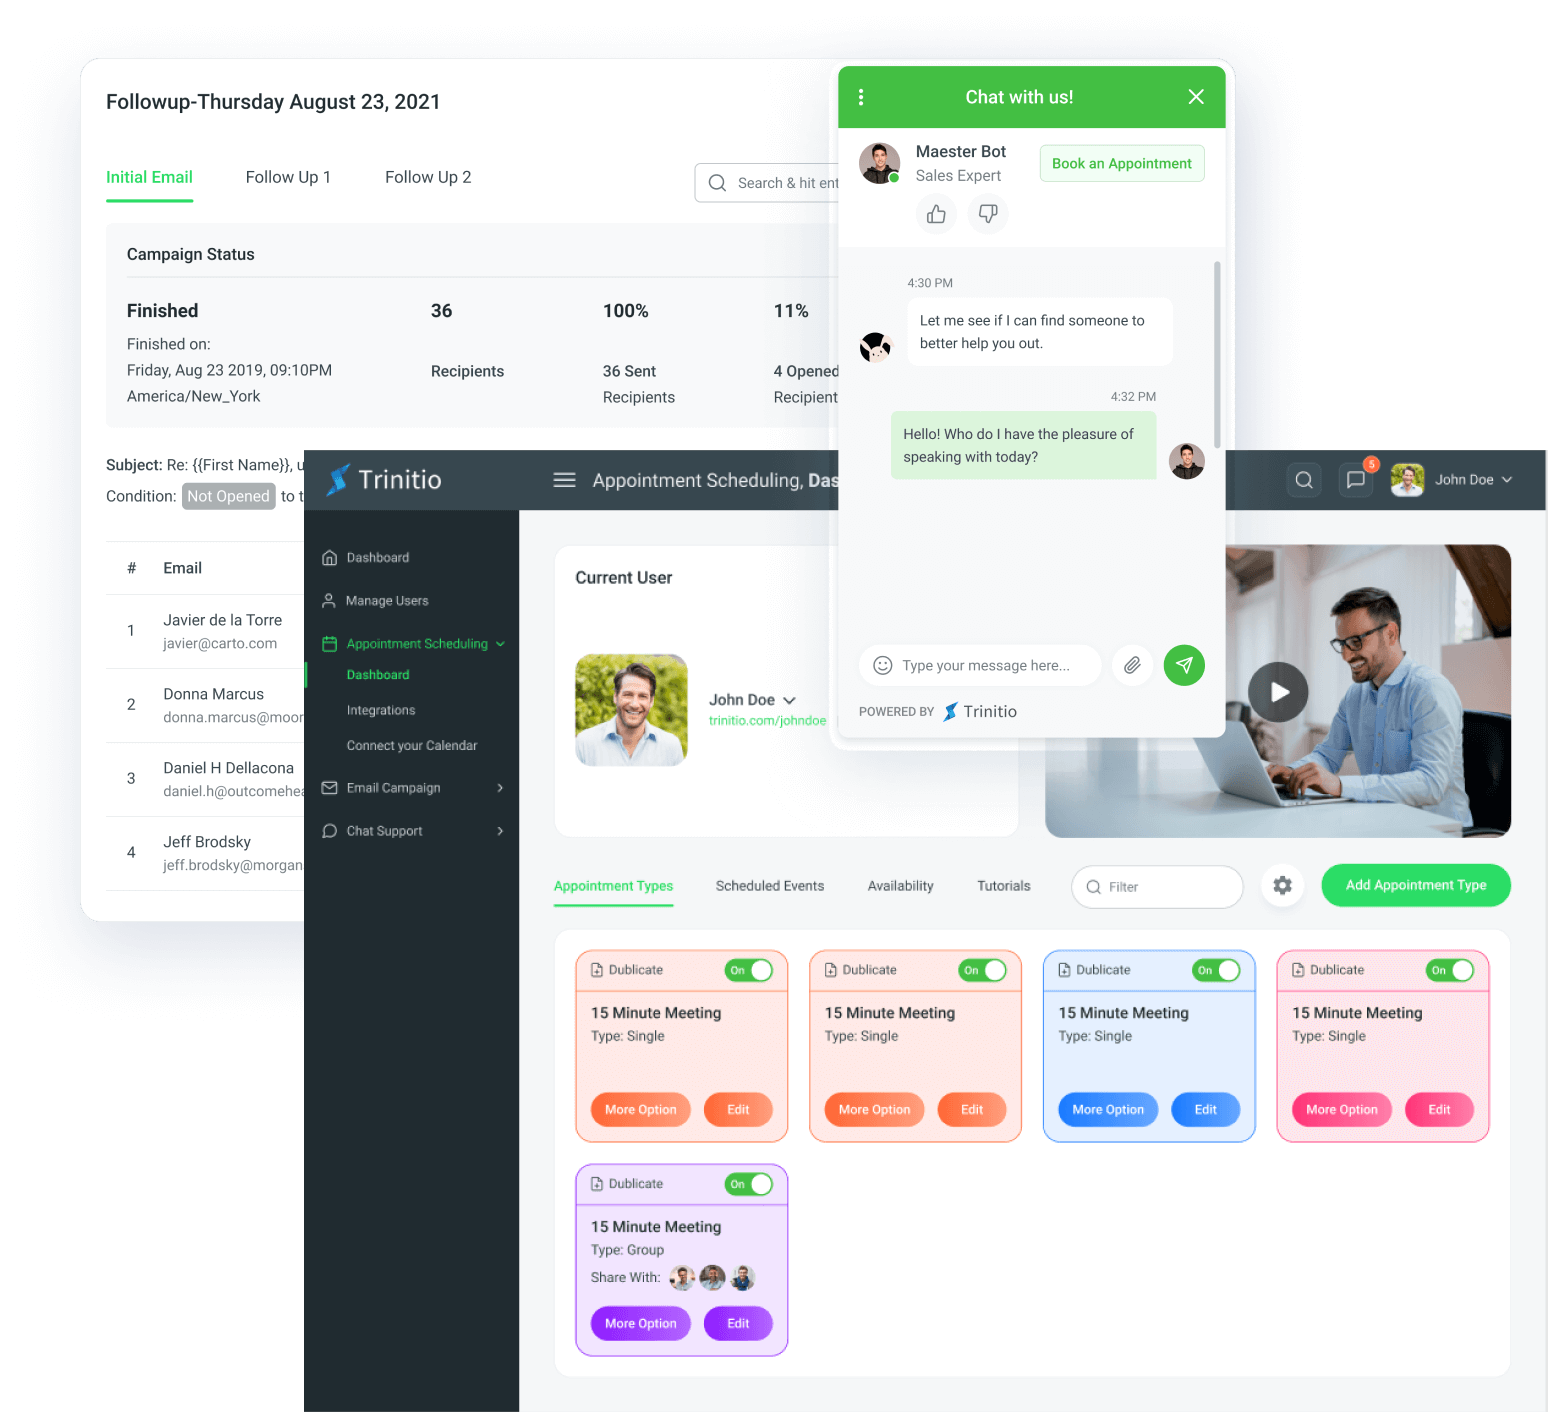 Followup-Thursday August 23, 2021
Initial Email
Follow Up 1
Follow Up 2
Search & hit
Campaign Status
Finished
36
100%
11%
Finished on:
Friday, Aug 23 2019, 09:10PM
America/New_York
Recipients
36 Sent
Recipients
4 Opened
Recipient
Subject: Re: {{First Name}}, u
Condition: Not Opened to t
# Email
1
Javier de la Torre
javier@carto.com
2
Donna Marcus
donna.marcus@moor
3
Daniel H Dellacona
daniel.h@outcomehea
4
Jeff Brodsky
jeff.brodsky@morgan
Chat with us!
Maester Bot
Sales Expert
Book an Appointment
4:30 PM
Let me see if I can find someone to
better help you out.
4:32 PM
Hello! Who do I have the pleasure of
speaking with today?
Type your message here...
POWERED BY Trinitio
Trinitio
Appointment Scheduling, Das
5
John Doe
Dashboard
Manage Users
Appointment Scheduling
Dashboard
Integrations
Connect your Calendar
Email Campaign
Chat Support
Current User
John Doe
trinitio.com/johndoe
Appointment Types
Scheduled Events
Availability
Tutorials
Filter
Add Appointment Type
Dublicate On
15 Minute Meeting
Type: Single
More Option Edit
Dublicate On
15 Minute Meeting
Type: Single
More Option Edit
Dublicate On
15 Minute Meeting
Type: Single
More Option Edit
Dublicate On
15 Minute Meeting
Type: Single
More Option Edit
Dublicate On
15 Minute Meeting
Type: Group
Share With:
More Option Edit